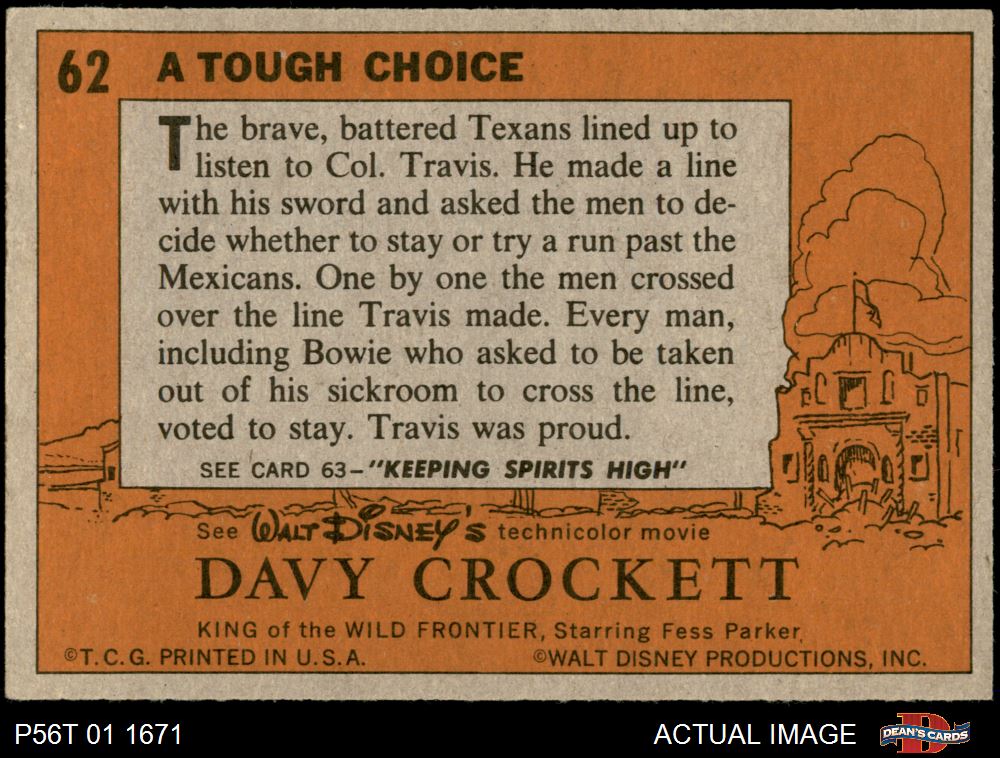 62 A TOUGH CHOICE
The brave, battered Texans lined up to
listen to Col. Travis. He made a line
with his sword and asked the men to de-
cide whether to stay or try a run past the
Mexicans. One by one the men crossed
over the line Travis made. Every man,
including Bowie who asked to be taken
out of his sickroom to cross the line,
voted to stay. Travis was proud.
SEE CARD 63-"KEEPING SPIRITS HIGH"
See WALT DISNEY'S technicolor movie
DAVY CROCKETT
KING of the WILD FRONTIER, Starring Fess Parker
©T.C.G. PRINTED IN U.S.A. ©WALT DISNEY PRODUCTIONS, INC.
P56T 01 1671 ACTUAL IMAGE D DEAN'S CARDS